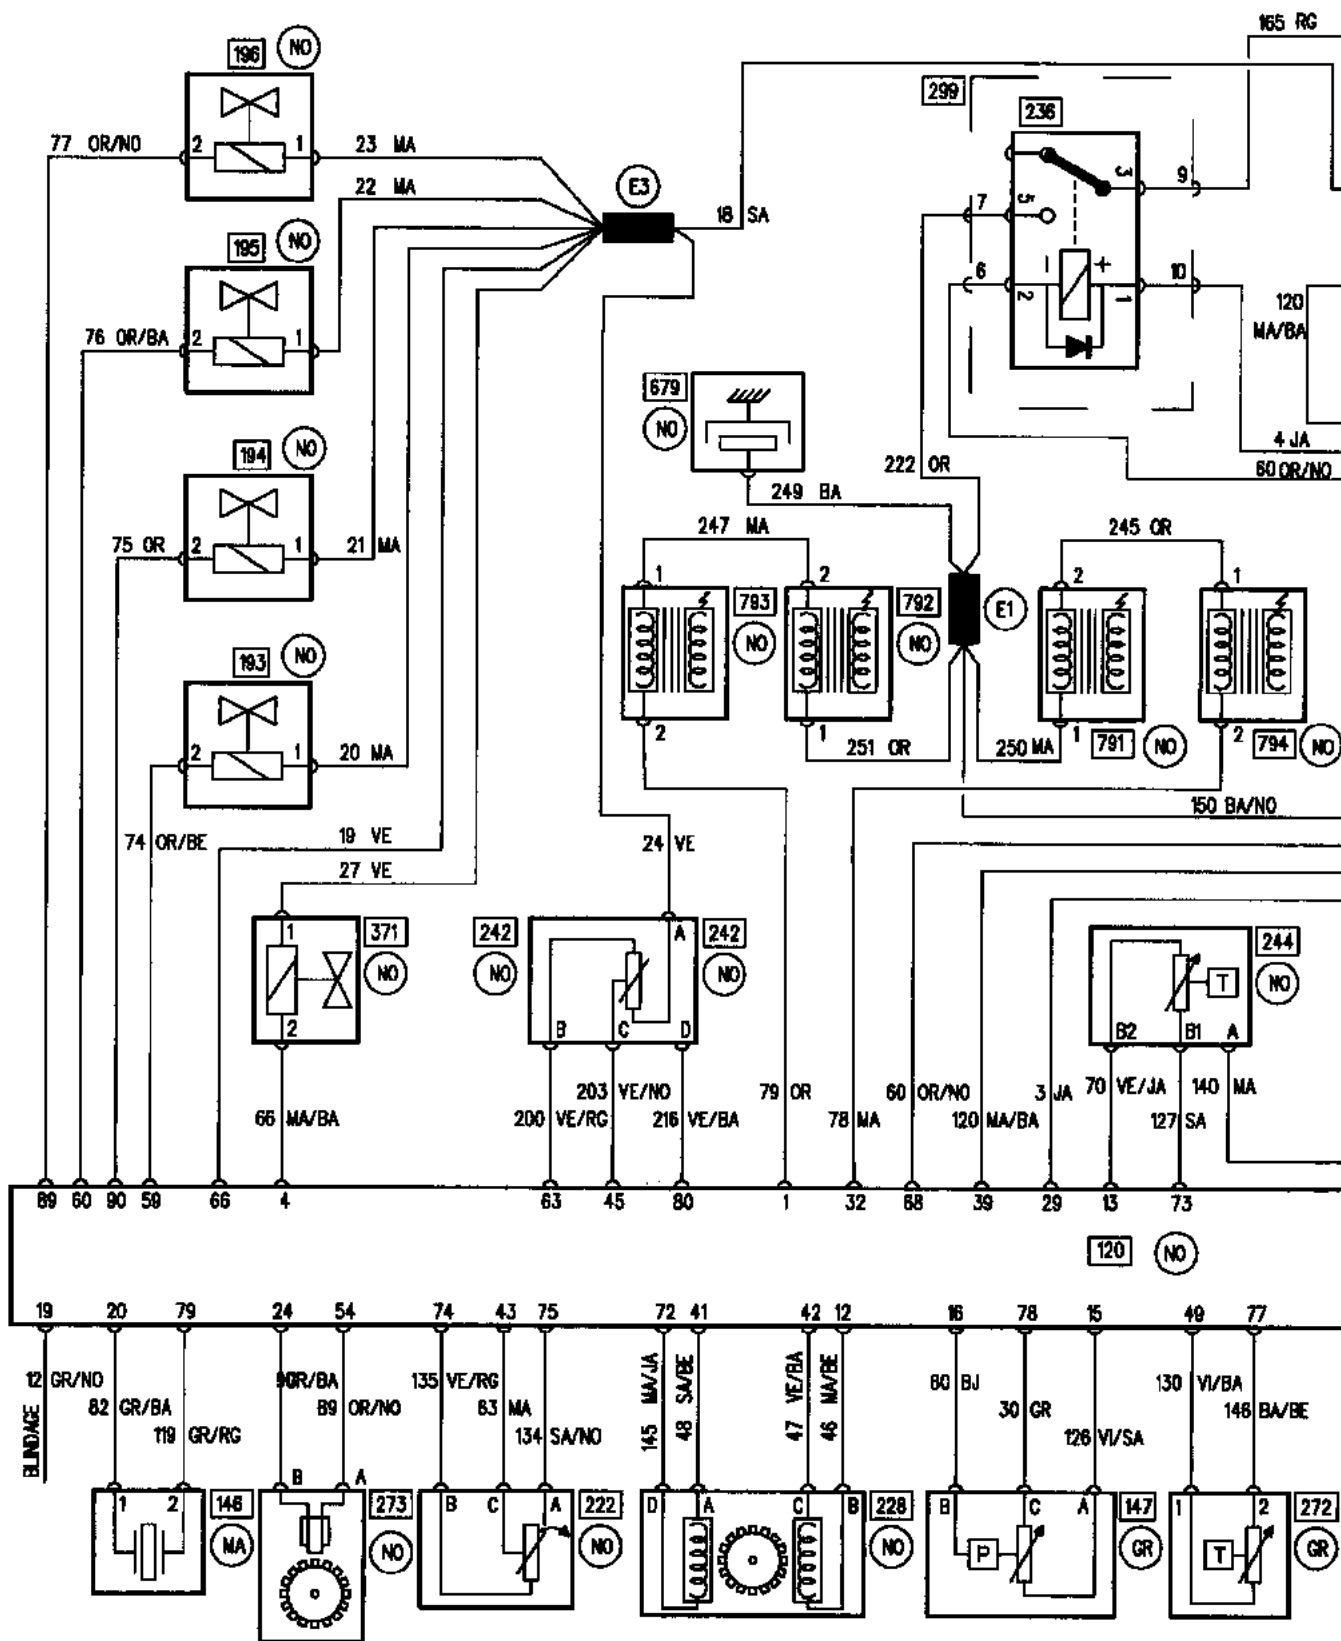 165 RG
196 NO
299
236
77 OR/NO
2 1
23 MA
3 9
22 MA
E3
18 SA
7 5
195 NO
6 2 - + 1 10
76 OR/BA
2 1
120
MA/BA
679
NO
194 NO
4 JA
222 OR
60 OR/NO
249 BA
75 OR
2 1
21 MA
247 MA
245 OR
1 2 2 1
793
NO
792
NO
E1
193 NO
2 1
251 OR
250 MA
1 791 NO
2 794 NO
2 1
20 MA
150 BA/NO
74 OR/BE
19 VE
24 VE
27 VE
1
371
NO
242
NO
A
242
NO
244
NO
T
2
B C D
B2 B1 A
66 MA/BA
203 VE/NO
200 VE/RG
216 VE/BA
79 OR
78 MA
60 OR/NO
120 MA/BA
3 JA
70 VE/JA
140 MA
127 SA
89 60 90 59 66 4 63 45 80 1 32 68 39 29 13 73
120 NO
19 20 79 24 54 74 43 75 72 41 42 12 16 78 15 49 77
12 GR/NO
BLINDAGE
82 GR/BA
119 GR/RG
GR/BA
89 OR/NO
135 VE/RG
63 MA
134 SA/NO
145 MA/JA
48 SA/BE
47 VE/BA
46 MA/BE
80 BJ
30 GR
126 VI/SA
130 VI/BA
146 BA/BE
B A
1 2
146
MA
273
NO
B C A
222
NO
D A C B
228
NO
B C A
P
147
GR
1 2
T
272
GR